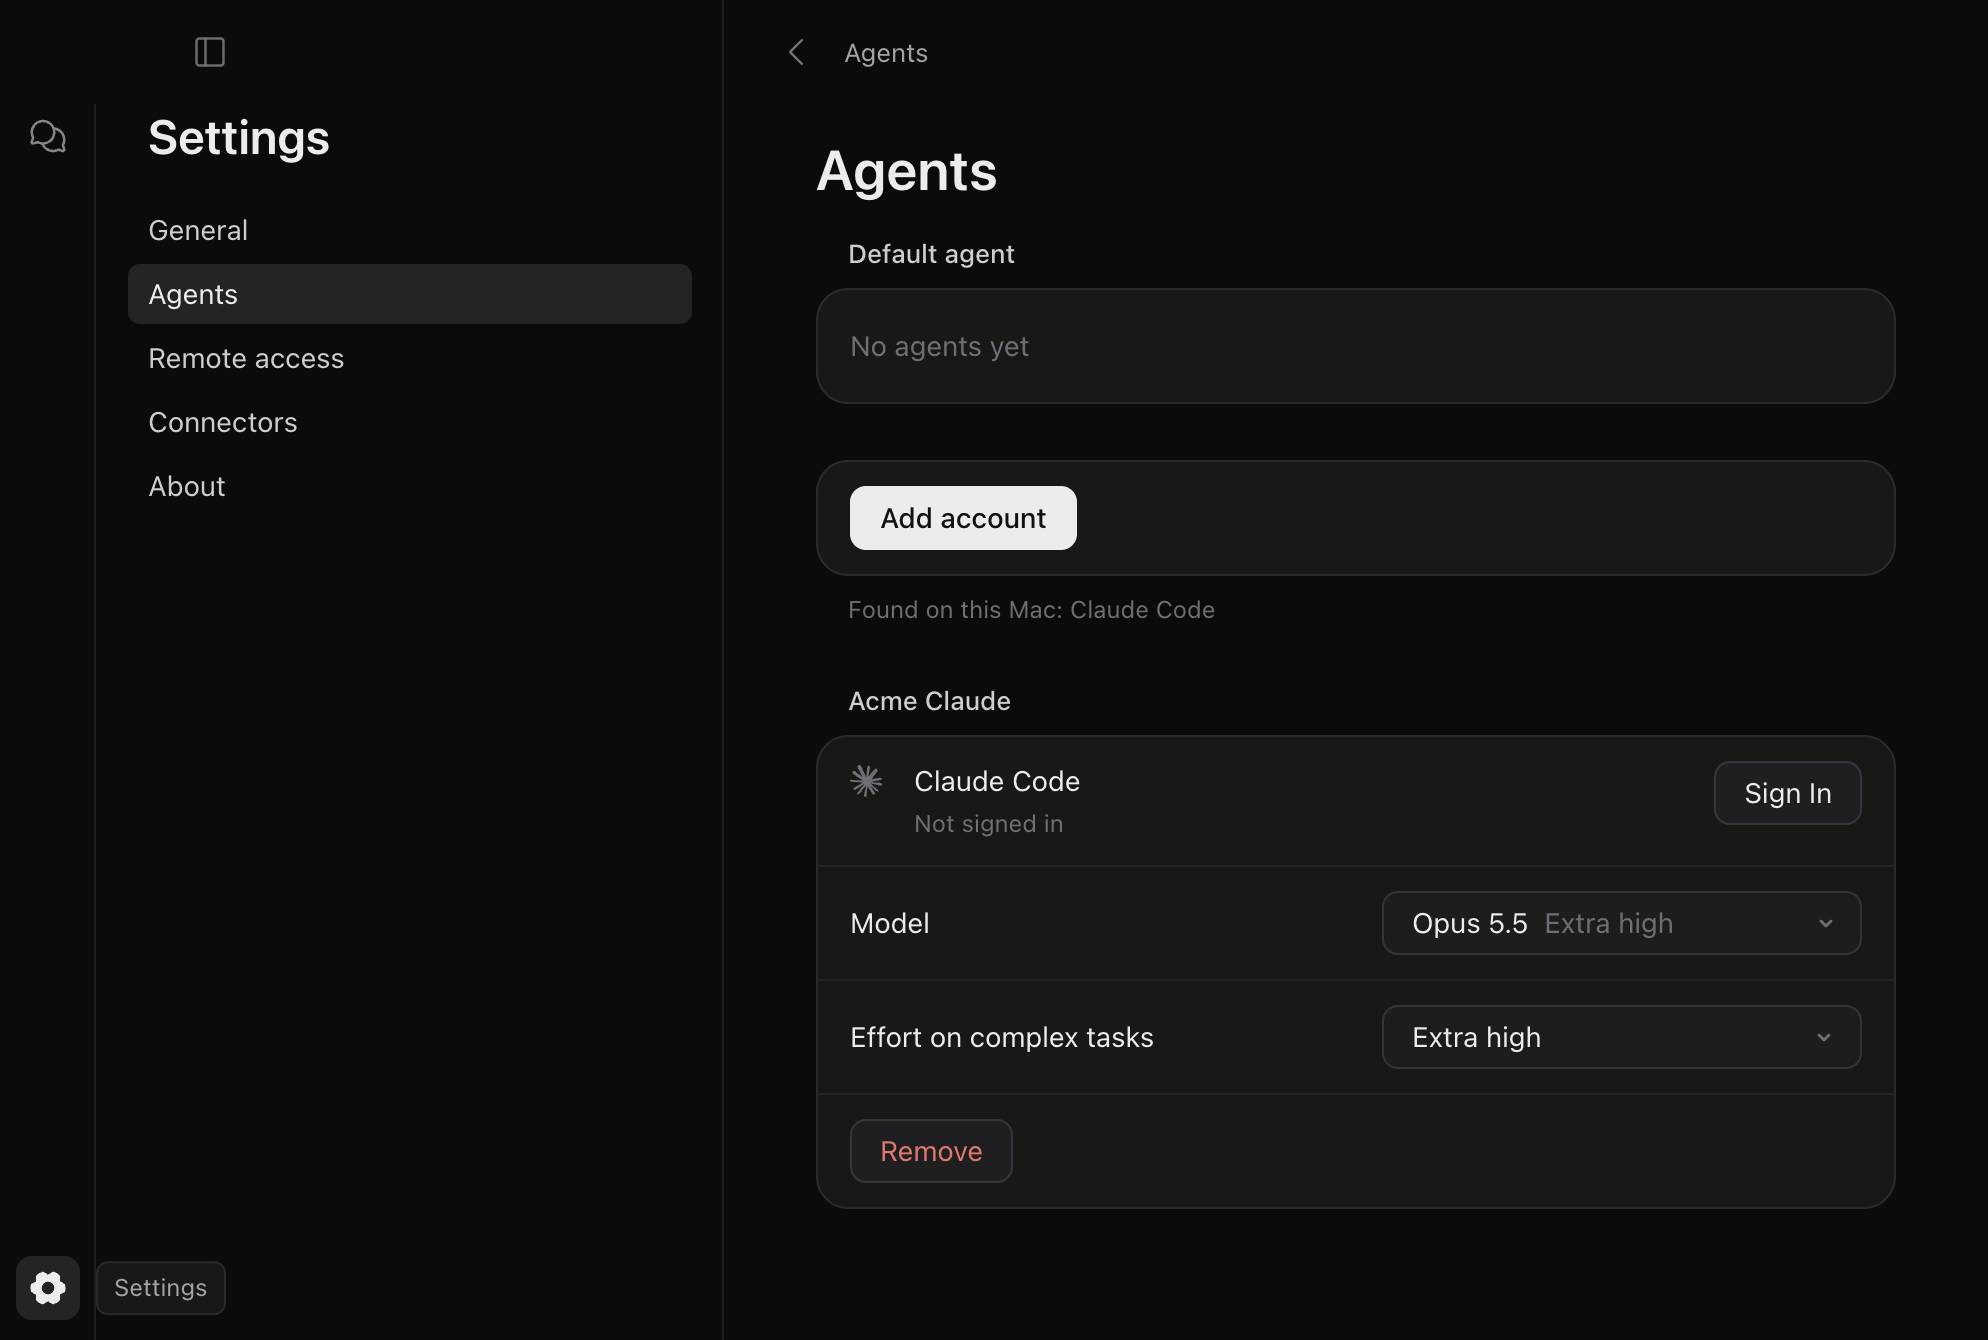 Settings
General
Agents
Remote access
Connectors
About
Settings
Agents
Agents
Default agent
No agents yet
Add account
Found on this Mac: Claude Code
Acme Claude
Claude Code
Not signed in
Sign In
Model
Opus 5.5 Extra high
Effort on complex tasks
Extra high
Remove